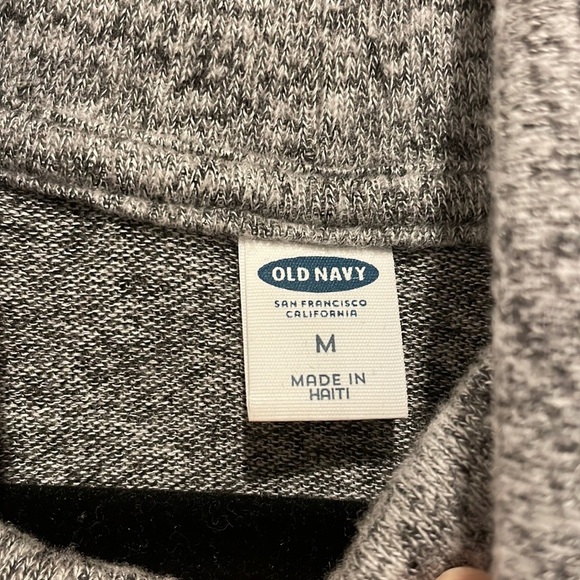 OLD NAVY
SAN FRANCISCO
CALIFORNIA
M
MADE IN
HAITI